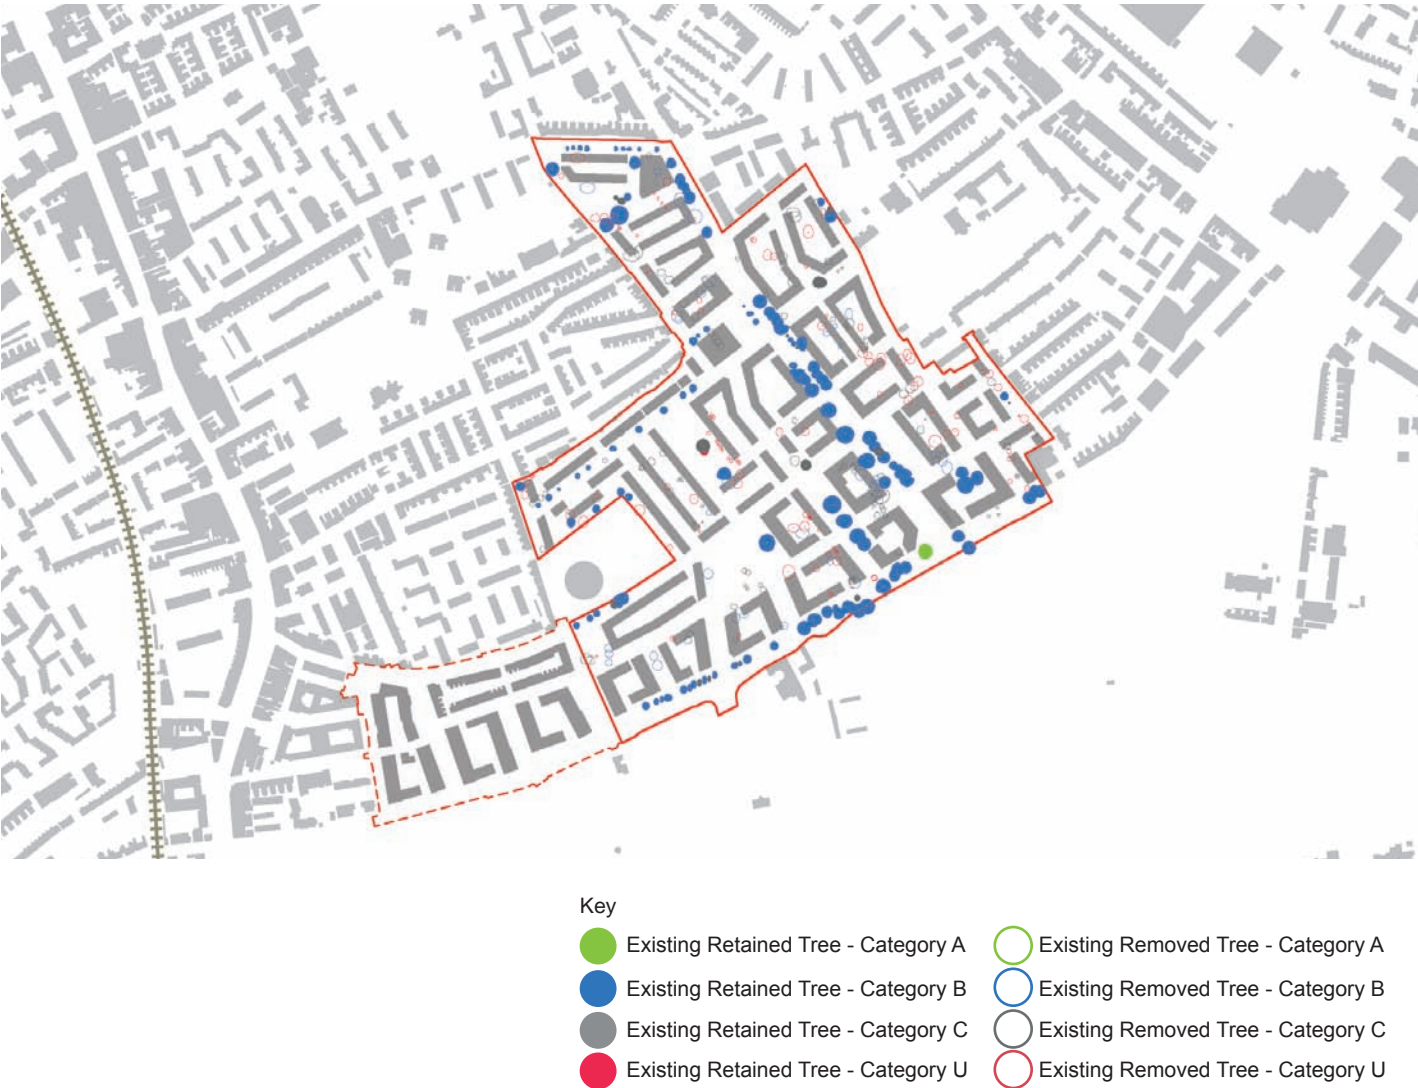 Key
Existing Retained Tree - Category A
Existing Removed Tree - Category A
Existing Retained Tree - Category B
Existing Removed Tree - Category B
Existing Retained Tree - Category C
Existing Removed Tree - Category C
Existing Retained Tree - Category U
Existing Removed Tree - Category U